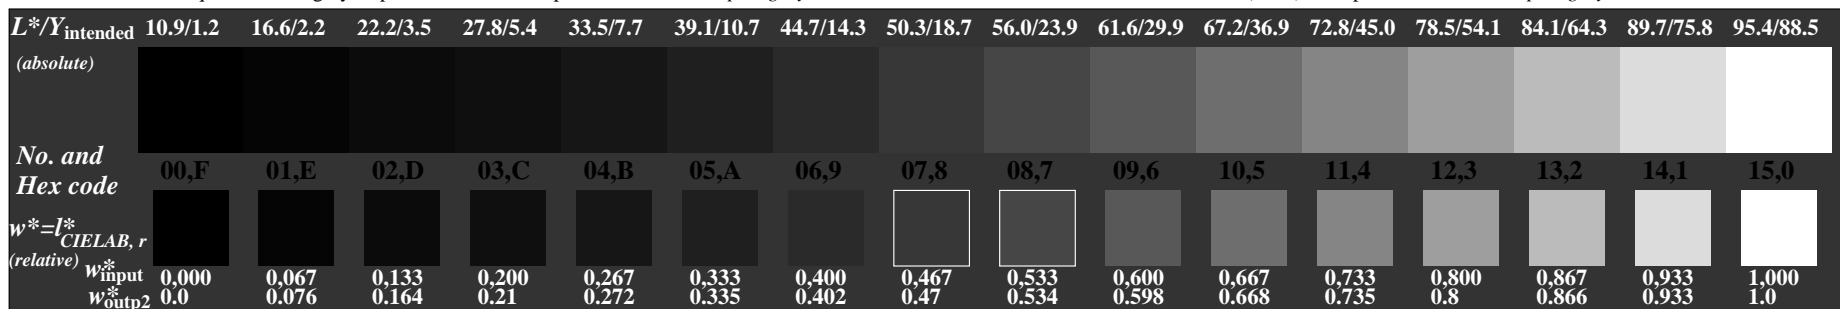 L*/Y intended 10.9/1.2 16.6/2.2 22.2/3.5 27.8/5.4 33.5/7.7 39.1/10.7 44.7/14.3 50.3/18.7 56.0/23.9 61.6/29.9 67.2/36.9 72.8/45.0 78.5/54.1 84.1/64.3 89.7/75.8 95.4/88.5
(absolute)
No. and
Hex code
00,F 01,E 02,D 03,C 04,B 05,A 06,9 07,8 08,7 09,6 10,5 11,4 12,3 13,2 14,1 15,0
w*=l*CIELAB, r
(relative)
w*input 0,000 0,067 0,133 0,200 0,267 0,333 0,400 0,467 0,533 0,600 0,667 0,733 0,800 0,867 0,933 1,000
w*outp2 0.0 0.076 0.164 0.21 0.272 0.335 0.402 0.47 0.534 0.598 0.668 0.735 0.8 0.866 0.933 1.0